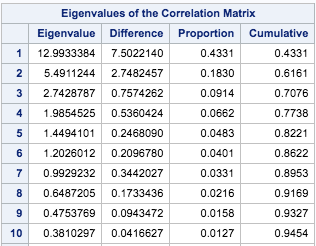 Eigenvalues of the Correlation Matrix
Eigenvalue Difference Proportion Cumulative
1 12.9933384 7.5022140 0.4331 0.4331
2 5.4911244 2.7482457 0.1830 0.6161
3 2.7428787 0.7574262 0.0914 0.7076
4 1.9854525 0.5360424 0.0662 0.7738
5 1.4494101 0.2468090 0.0483 0.8221
6 1.2026012 0.2096780 0.0401 0.8622
7 0.9929232 0.3442027 0.0331 0.8953
8 0.6487205 0.1733436 0.0216 0.9169
9 0.4753769 0.0943472 0.0158 0.9327
10 0.3810297 0.0416627 0.0127 0.9454